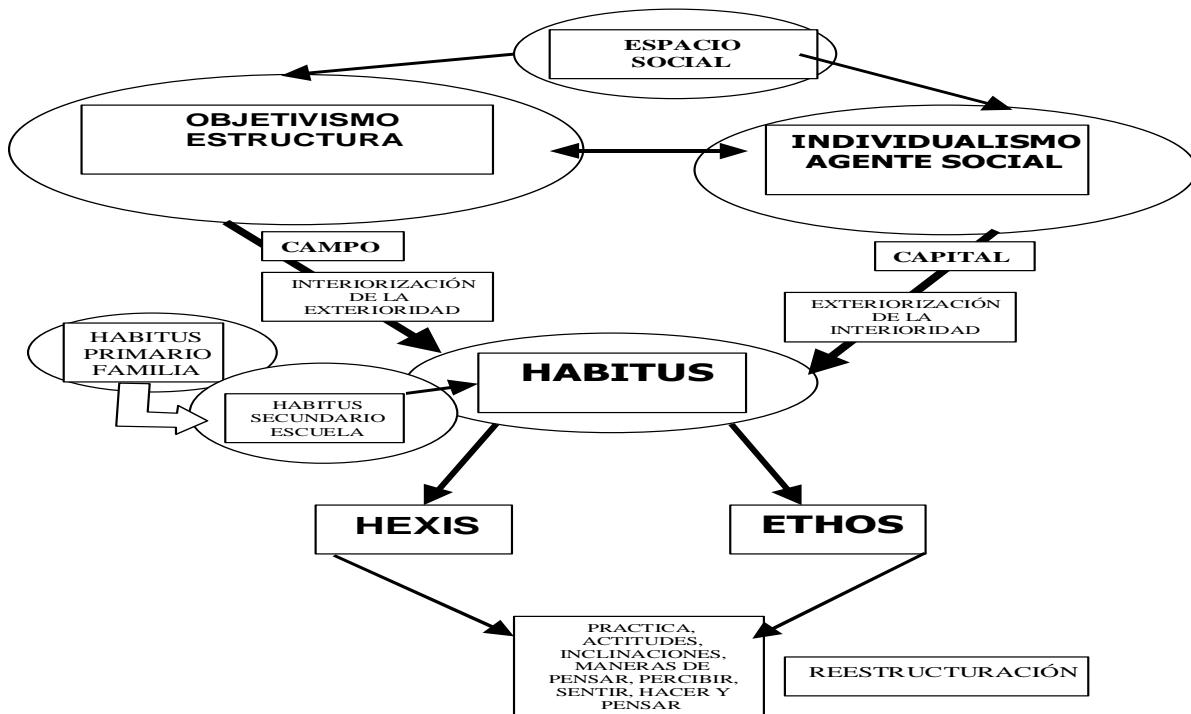 ESPACIO
SOCIAL
OBJETIVISMO
ESTRUCTURA
INDIVIDUALISMO
AGENTE SOCIAL
CAMPO
CAPITAL
INTERIORIZACIÓN
DE LA
EXTERIORIDAD
EXTERIORIZACIÓN
DE LA
INTERIORIDAD
HABITUS
PRIMARIO
FAMILIA
HABITUS
HABITUS
SECUNDARIO
ESCUELA
HEXIS
ETHOS
PRACTICA,
ACTITUDES,
INCLINACIONES,
MANERAS DE
PENSAR, PERCIBIR,
SENTIR, HACER Y
PENSAR
REESTRUCTURACIÓN